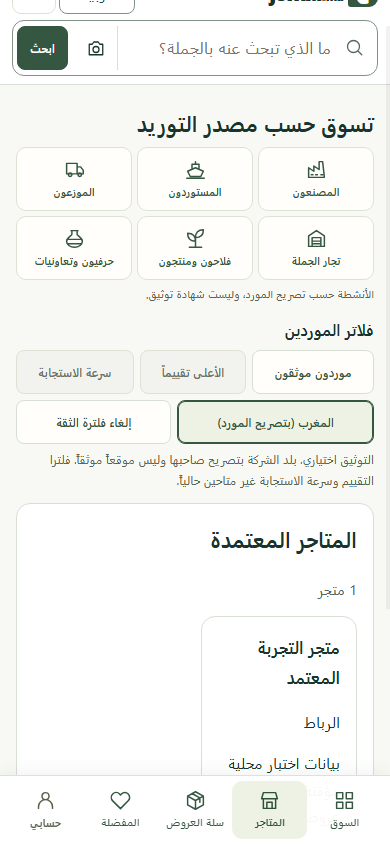 ما الذي تبحث عنه بالجملة؟
ابحث
تسوق حسب مصدر التوريد
المصنعون
المستوردون
الموزعون
تجار الجملة
فلاحون ومنتجون
حرفيون وتعاونيات
الأنشطة حسب تصريح المورد، وليست شهادة توثيق.
فلاتر الموردين
موردون موثقون
الأعلى تقييماً
سرعة الاستجابة
المغرب (بتصريح المورد)
إلغاء فلترة الثقة
التوثيق اختياري. بلد الشركة بتصريح صاحبها وليس موقعاً موثقاً. فلترا
التقييم وسرعة الاستجابة غير متاحين حالياً.
المتاجر المعتمدة
1 متجر
متجر التجربة
المعتمد
الرباط
بيانات اختبار محلية
السوق
المتاجر
سلة العروض
المفضلة
حسابي